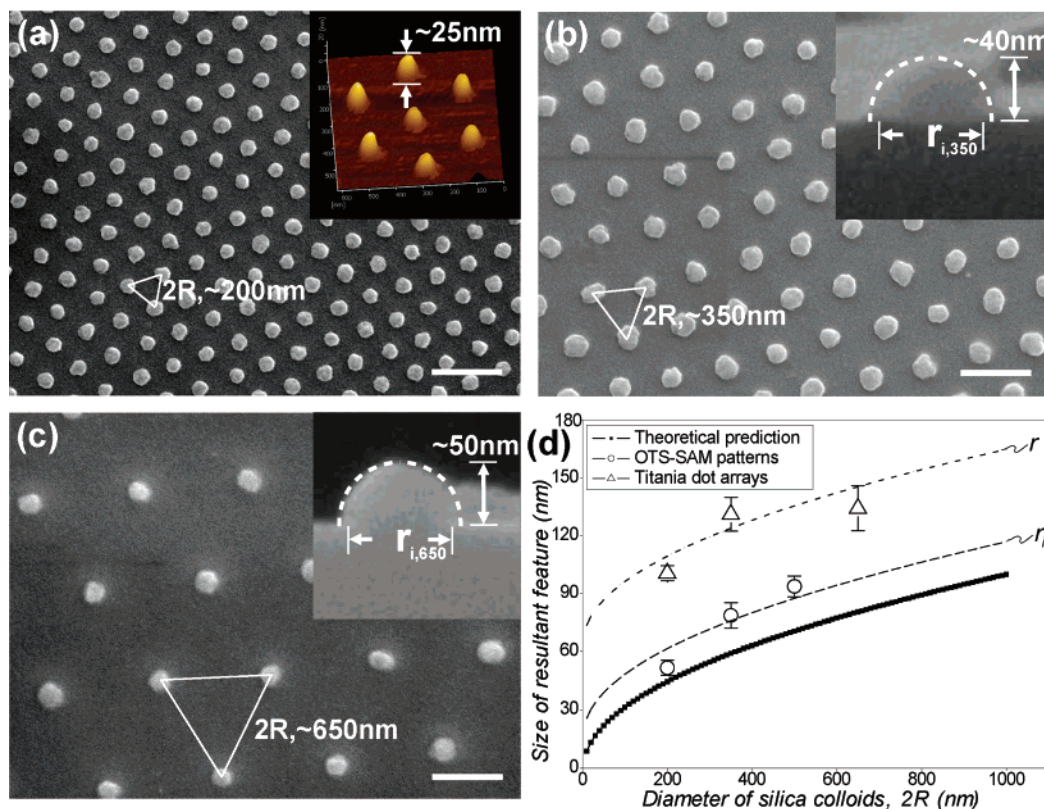 (a)
~25nm
2R,~200nm
(b)
~40nm
r i,350
2R,~350nm
(c)
~50nm
r i,650
2R,~650nm
(d)
180
150
120
90
60
30
0
Size of resultant feature (nm)
Theoretical prediction
OTS-SAM patterns
Titania dot arrays
r
r i
0 200 400 600 800 1000
Diameter of silica colloids, 2R (nm)